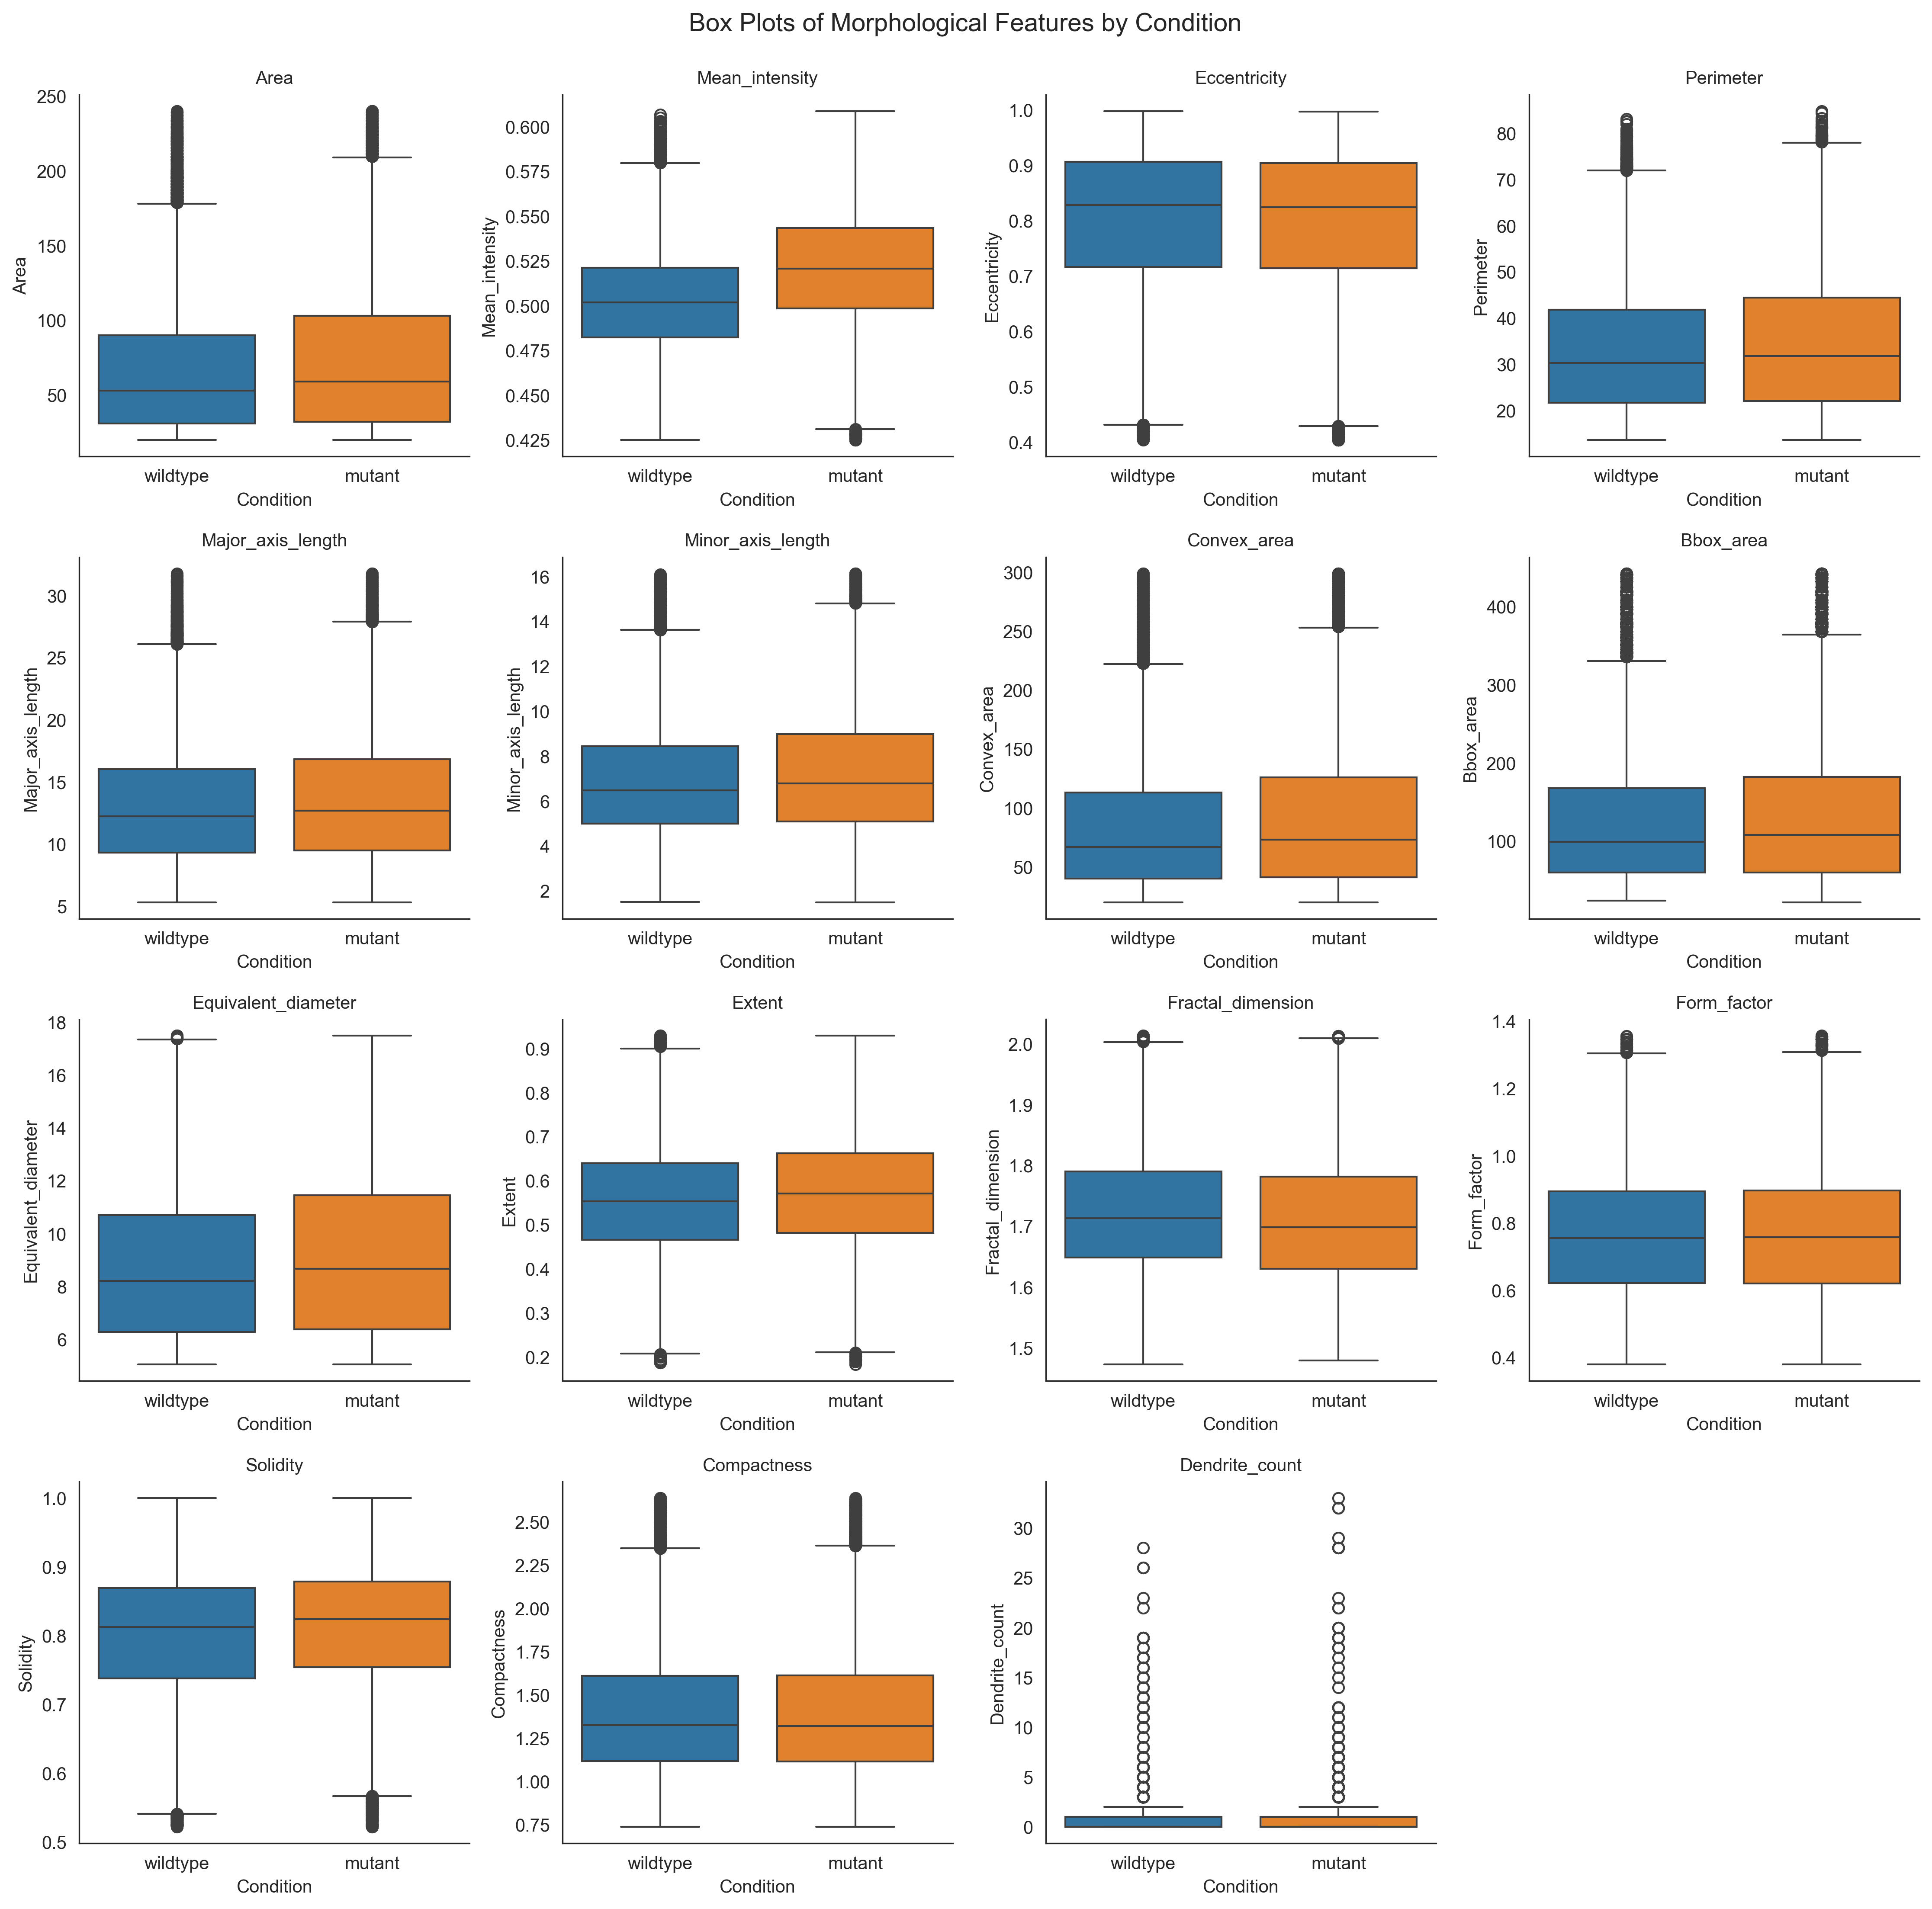 Box Plots of Morphological Features by Condition
Area
Mean_intensity
Eccentricity
Perimeter
250
200
150
100
50
Area
wildtype
mutant
Condition
0.600
0.575
0.550
0.525
0.500
0.475
0.450
0.425
Mean_intensity
wildtype
mutant
Condition
1.0
0.9
0.8
0.7
0.6
0.5
0.4
Eccentricity
wildtype
mutant
Condition
80
70
60
50
40
30
20
Perimeter
wildtype
mutant
Condition
Major_axis_length
Minor_axis_length
Convex_area
Bbox_area
30
25
20
15
10
5
Major_axis_length
wildtype
mutant
Condition
16
14
12
10
8
6
4
2
Minor_axis_length
wildtype
mutant
Condition
300
250
200
150
100
50
Convex_area
wildtype
mutant
Condition
400
300
200
100
Bbox_area
wildtype
mutant
Condition
Equivalent_diameter
Extent
Fractal_dimension
Form_factor
18
16
14
12
10
8
6
Equivalent_diameter
wildtype
mutant
Condition
0.9
0.8
0.7
0.6
0.5
0.4
0.3
0.2
Extent
wildtype
mutant
Condition
2.0
1.9
1.8
1.7
1.6
1.5
Fractal_dimension
wildtype
mutant
Condition
1.4
1.2
1.0
0.8
0.6
0.4
Form_factor
wildtype
mutant
Condition
Solidity
Compactness
Dendrite_count
1.0
0.9
0.8
0.7
0.6
0.5
Solidity
wildtype
mutant
Condition
2.50
2.25
2.00
1.75
1.50
1.25
1.00
0.75
Compactness
wildtype
mutant
Condition
30
25
20
15
10
5
0
Dendrite_count
wildtype
mutant
Condition